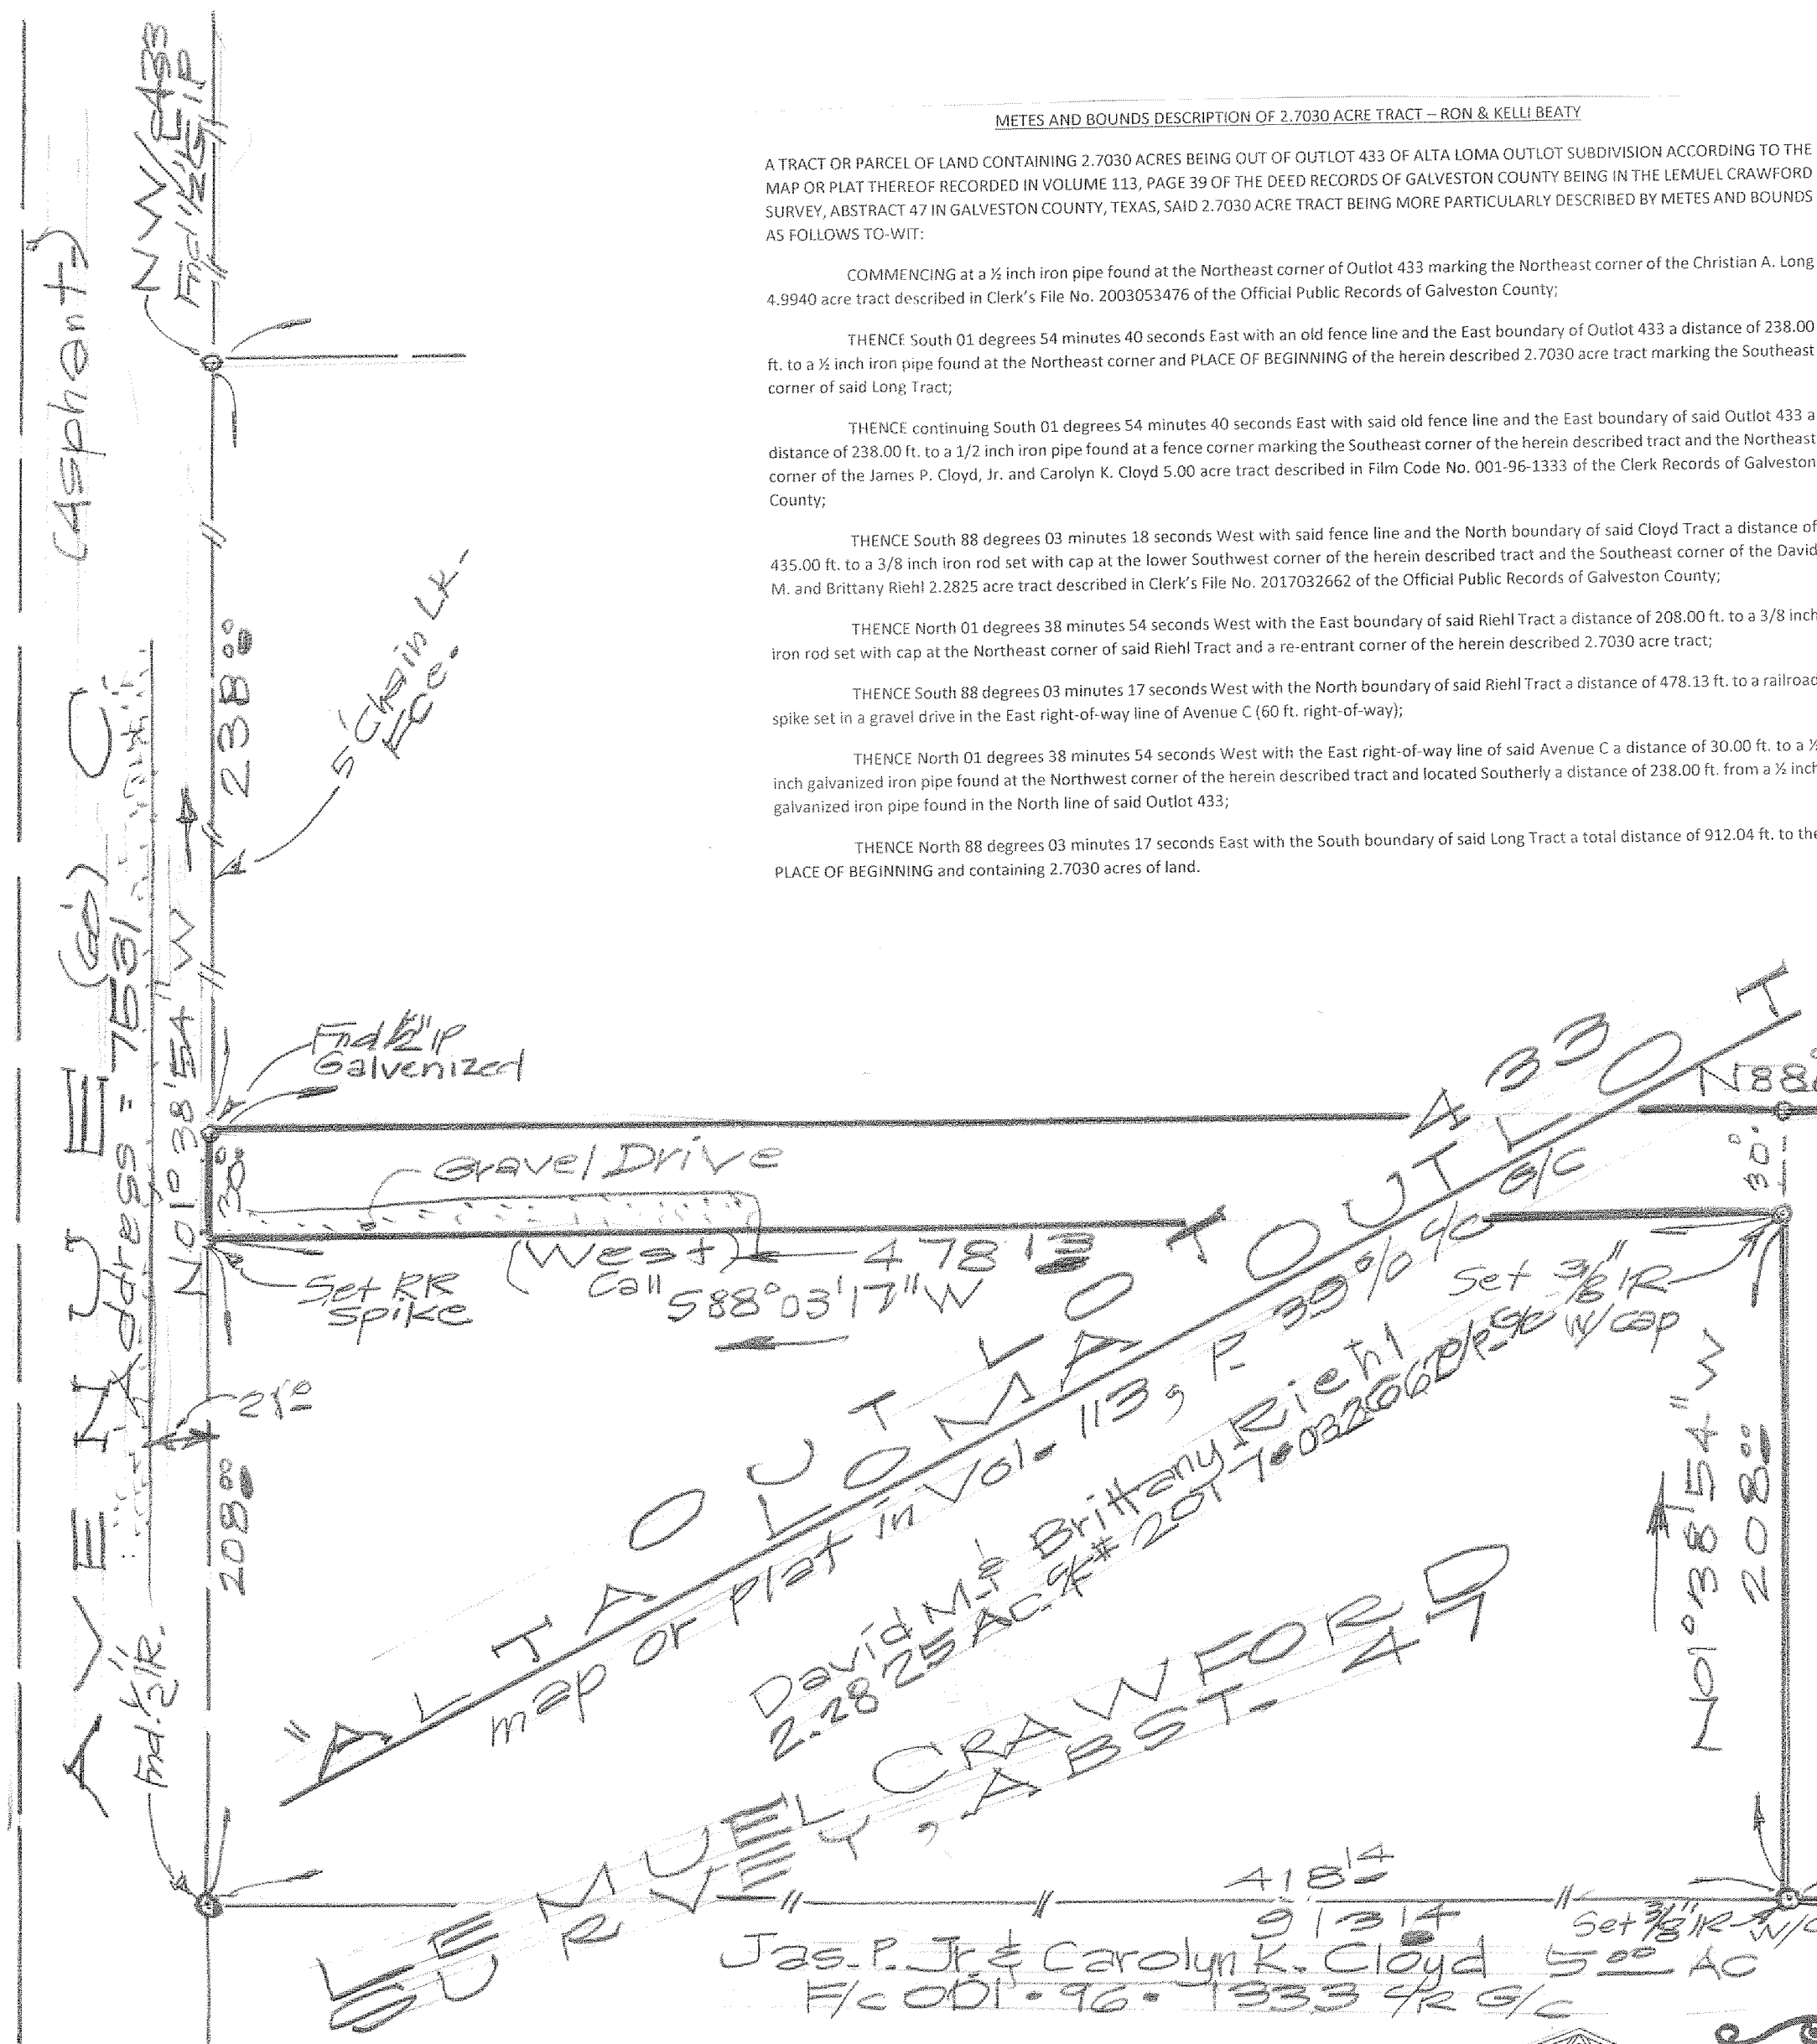 METES AND BOUNDS DESCRIPTION OF 2.7030 ACRE TRACT – RON & KELLI BEATY
A TRACT OR PARCEL OF LAND CONTAINING 2.7030 ACRES BEING OUT OF OUTLOT 433 OF ALTA LOMA OUTLOT SUBDIVISION ACCORDING TO THE
MAP OR PLAT THEREOF RECORDED IN VOLUME 113, PAGE 39 OF THE DEED RECORDS OF GALVESTON COUNTY BEING IN THE LEMUEL CRAWFORD
SURVEY, ABSTRACT 47 IN GALVESTON COUNTY, TEXAS, SAID 2.7030 ACRE TRACT BEING MORE PARTICULARLY DESCRIBED BY METES AND BOUNDS
AS FOLLOWS TO-WIT:
COMMENCING at a ½ inch iron pipe found at the Northeast corner of Outlot 433 marking the Northeast corner of the Christian A. Long
4.9940 acre tract described in Clerk's File No. 2003053476 of the Official Public Records of Galveston County;
THENCE South 01 degrees 54 minutes 40 seconds East with an old fence line and the East boundary of Outlot 433 a distance of 238.00
ft. to a ½ inch iron pipe found at the Northeast corner and PLACE OF BEGINNING of the herein described 2.7030 acre tract marking the Southeast
corner of said Long Tract;
THENCE continuing South 01 degrees 54 minutes 40 seconds East with said old fence line and the East boundary of said Outlot 433 a
distance of 238.00 ft. to a 1/2 inch iron pipe found at a fence corner marking the Southeast corner of the herein described tract and the Northeast
corner of the James P. Cloyd, Jr. and Carolyn K. Cloyd 5.00 acre tract described in Film Code No. 001-96-1333 of the Clerk Records of Galveston
County;
THENCE South 88 degrees 03 minutes 18 seconds West with said fence line and the North boundary of said Cloyd Tract a distance of
435.00 ft. to a 3/8 inch iron rod set with cap at the lower Southwest corner of the herein described tract and the Southeast corner of the David
M. and Brittany Riehl 2.2825 acre tract described in Clerk's File No. 2017032662 of the Official Public Records of Galveston County;
THENCE North 01 degrees 38 minutes 54 seconds West with the East boundary of said Riehl Tract a distance of 208.00 ft. to a 3/8 inch
iron rod set with cap at the Northeast corner of said Riehl Tract and a re-entrant corner of the herein described 2.7030 acre tract;
THENCE South 88 degrees 03 minutes 17 seconds West with the North boundary of said Riehl Tract a distance of 478.13 ft. to a railroad
spike set in a gravel drive in the East right-of-way line of Avenue C (60 ft. right-of-way);
THENCE North 01 degrees 38 minutes 54 seconds West with the East right-of-way line of said Avenue C a distance of 30.00 ft. to a ½
inch galvanized iron pipe found at the Northwest corner of the herein described tract and located Southerly a distance of 238.00 ft. from a ½ inch
galvanized iron pipe found in the North line of said Outlot 433;
THENCE North 88 degrees 03 minutes 17 seconds East with the South boundary of said Long Tract a total distance of 912.04 ft. to the
PLACE OF BEGINNING and containing 2.7030 acres of land.
NW/L433
Fnd 1/2" G.I.P
AVENUE (60') C (Asphant)
Address = 7521
N01° 38' 54" W
238.00
5' Chain LK-
Fce.
Fnd 1/2" IP
Galvenized
30.0
Gravel Drive
(West)
Call
478.13
S88°03'17"W
Set RR
Spike
N88°
30.0
Set 3/8" IR
w/cap
208.00
Fnd. 1/2" IR.
OUTLOT 433
"ALTA LOMA OUTLOT
map or plat in Vol. 113, P. 39
David M. & Brittany Riehl
2.2825 Ac.
LEMUEL CRAWFORD
SURVEY, ABST. 47
N01°38'54"W
208.00
418.14
913.14
Set 3/8" IR
Jas. P. Jr. & Carolyn K. Cloyd 5.00 AC
F/c 001.96.1333 C/R G/C